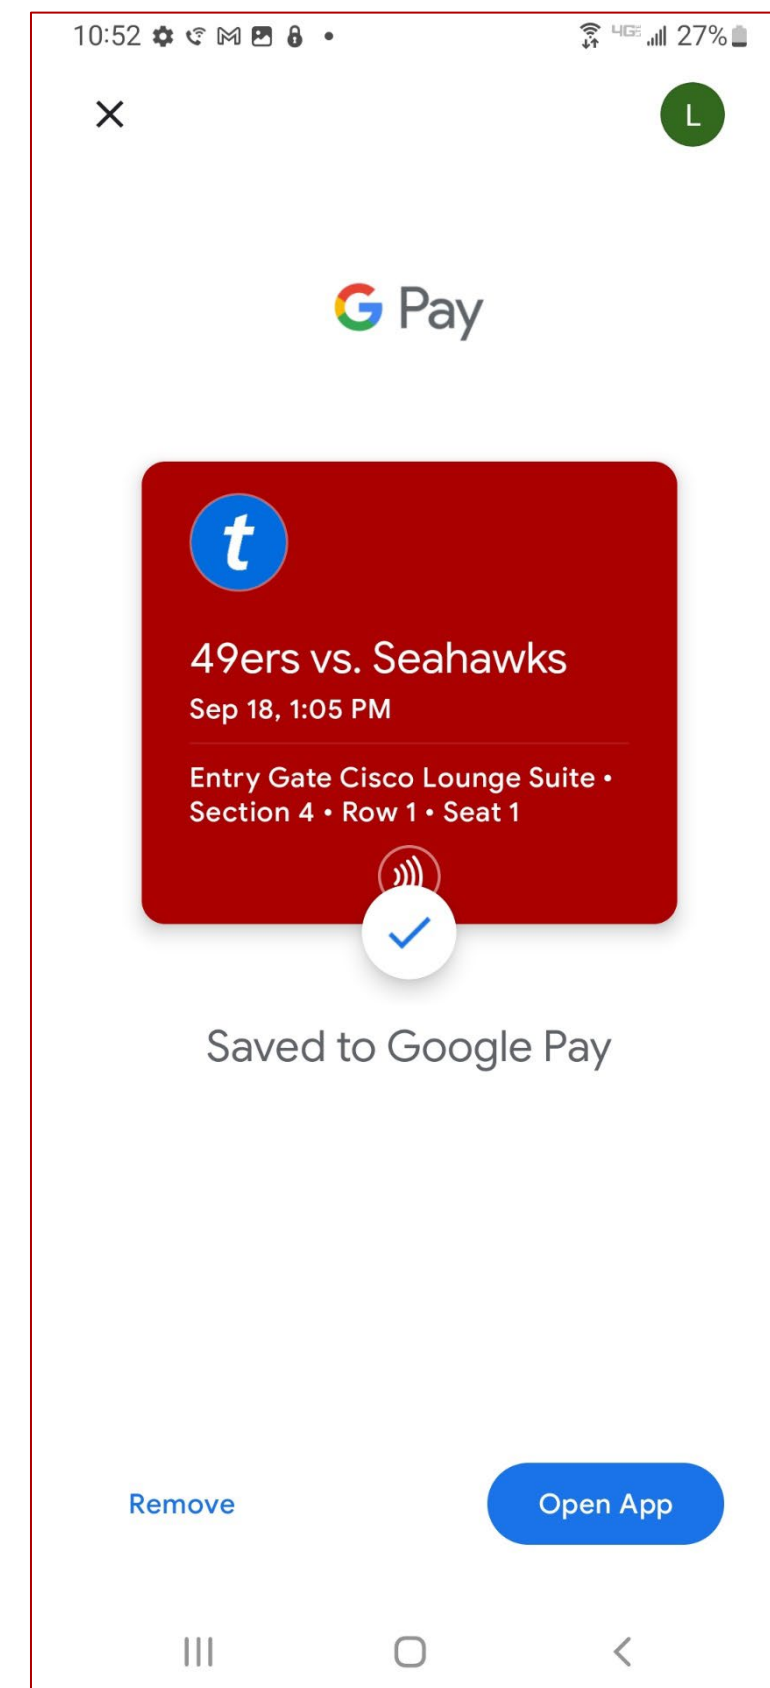 10:52 4GE 27%
L
G Pay
t
49ers vs. Seahawks
Sep 18, 1:05 PM
Entry Gate Cisco Lounge Suite •
Section 4 • Row 1 • Seat 1
Saved to Google Pay
Remove Open App